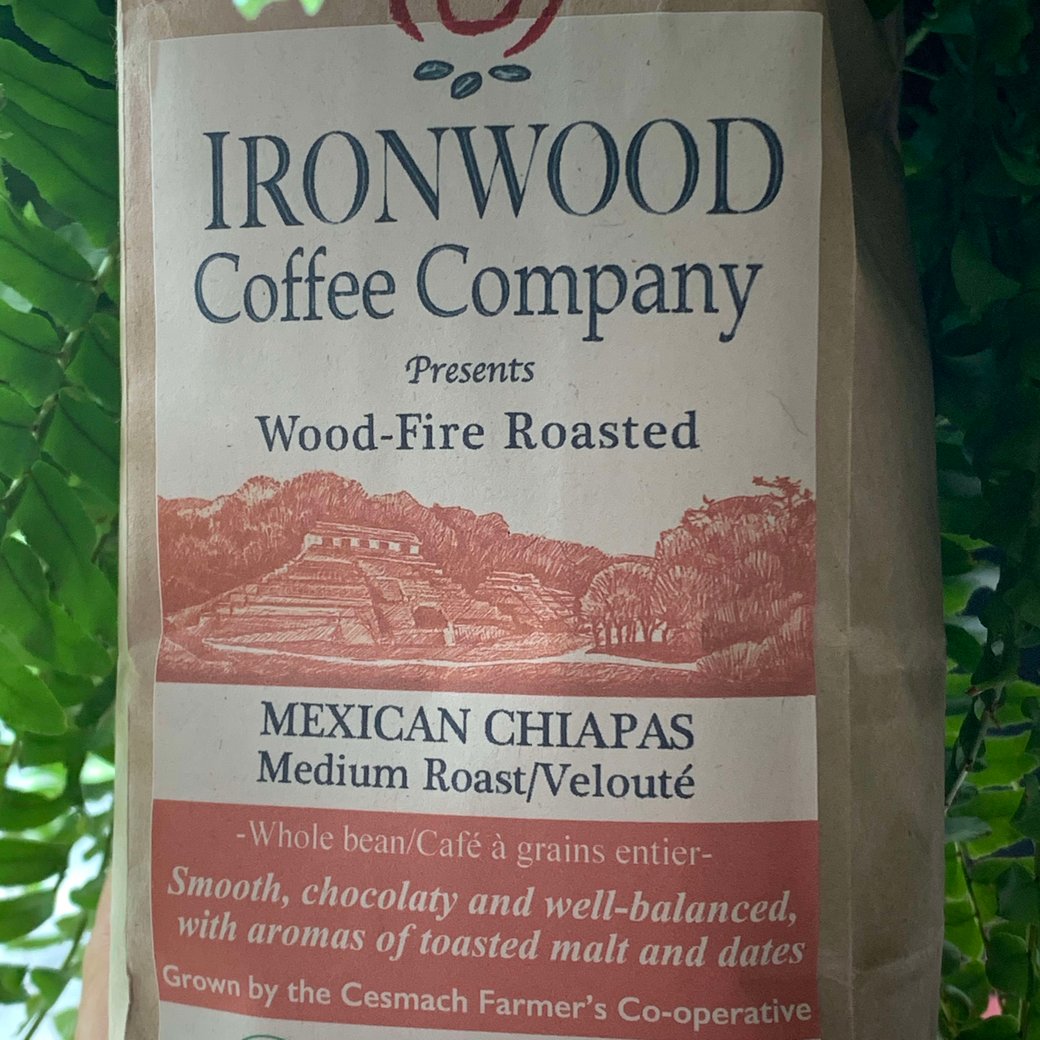 IRONWOOD
Coffee Company
Presents
Wood-Fire Roasted
MEXICAN CHIAPAS
Medium Roast/Velouté
-Whole bean/Café à grains entier-
Smooth, chocolaty and well-balanced,
with aromas of toasted malt and dates
Grown by the Cesmach Farmer's Co-operative